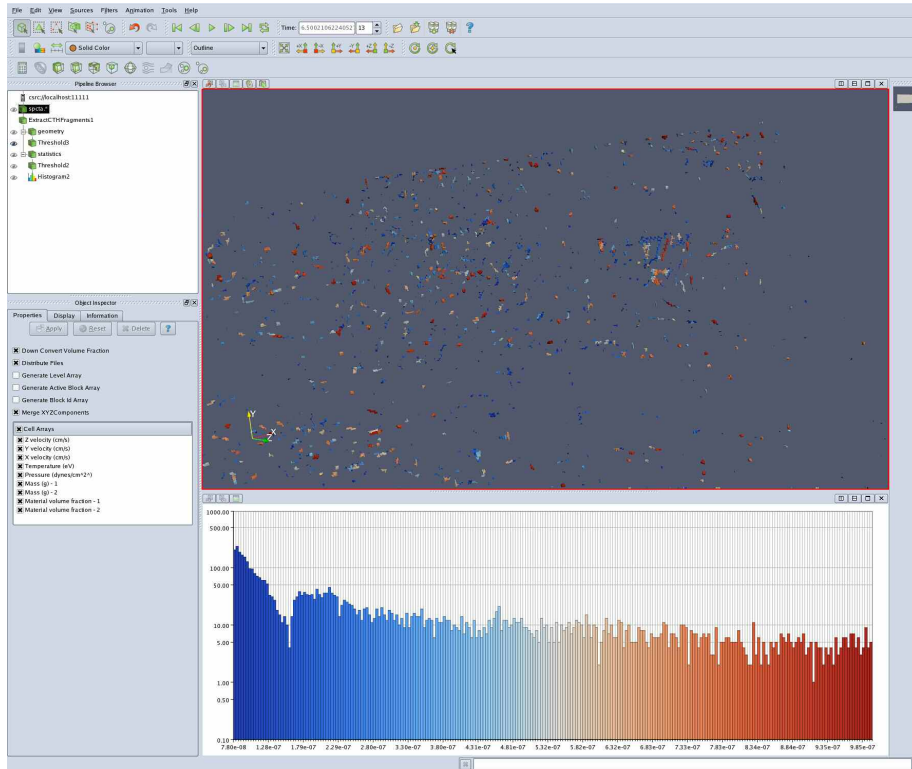 File Edit View Sources Filters Animation Tools Help
Time: 6.5002106224052 13
Solid Color Outline
Pipeline Browser
csrc://localhost:11111
spcta.*
ExtractCTHFragments1
geometry
Threshold3
statistics
Threshold2
Histogram2
Object Inspector
Properties Display Information
Apply Reset Delete ?
Down Convert Volume Fraction
Distribute Files
Generate Level Array
Generate Active Block Array
Generate Block Id Array
Merge XYZComponents
Cell Arrays
Z velocity (cm/s)
Y velocity (cm/s)
X velocity (cm/s)
Temperature (eV)
Pressure (dynes/cm^2^)
Mass (g) - 1
Mass (g) - 2
Material volume fraction - 1
Material volume fraction - 2
Y
X
Z
1000.00
500.00
100.00
50.00
10.00
5.00
1.00
0.50
0.10
7.80e-08 1.28e-07 1.79e-07 2.29e-07 2.80e-07 3.30e-07 3.80e-07 4.31e-07 4.81e-07 5.32e-07 5.82e-07 6.32e-07 6.83e-07 7.33e-07 7.83e-07 8.34e-07 8.84e-07 9.35e-07 9.85e-07